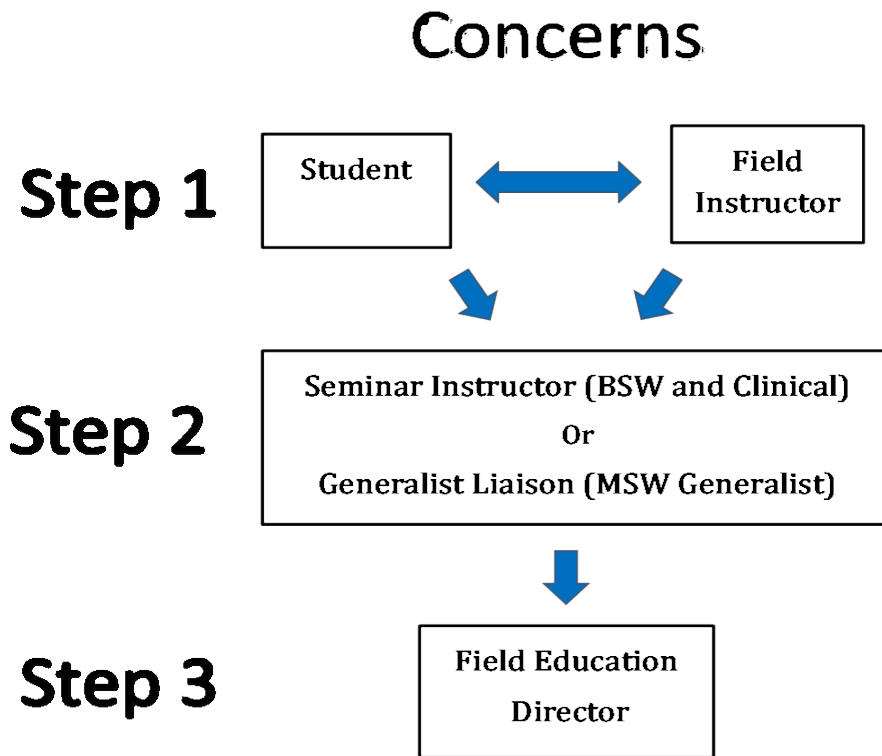 Concerns
Step 1
Student
Field
Instructor
Step 2
Seminar Instructor (BSW and Clinical)
Or
Generalist Liaison (MSW Generalist)
Step 3
Field Education
Director